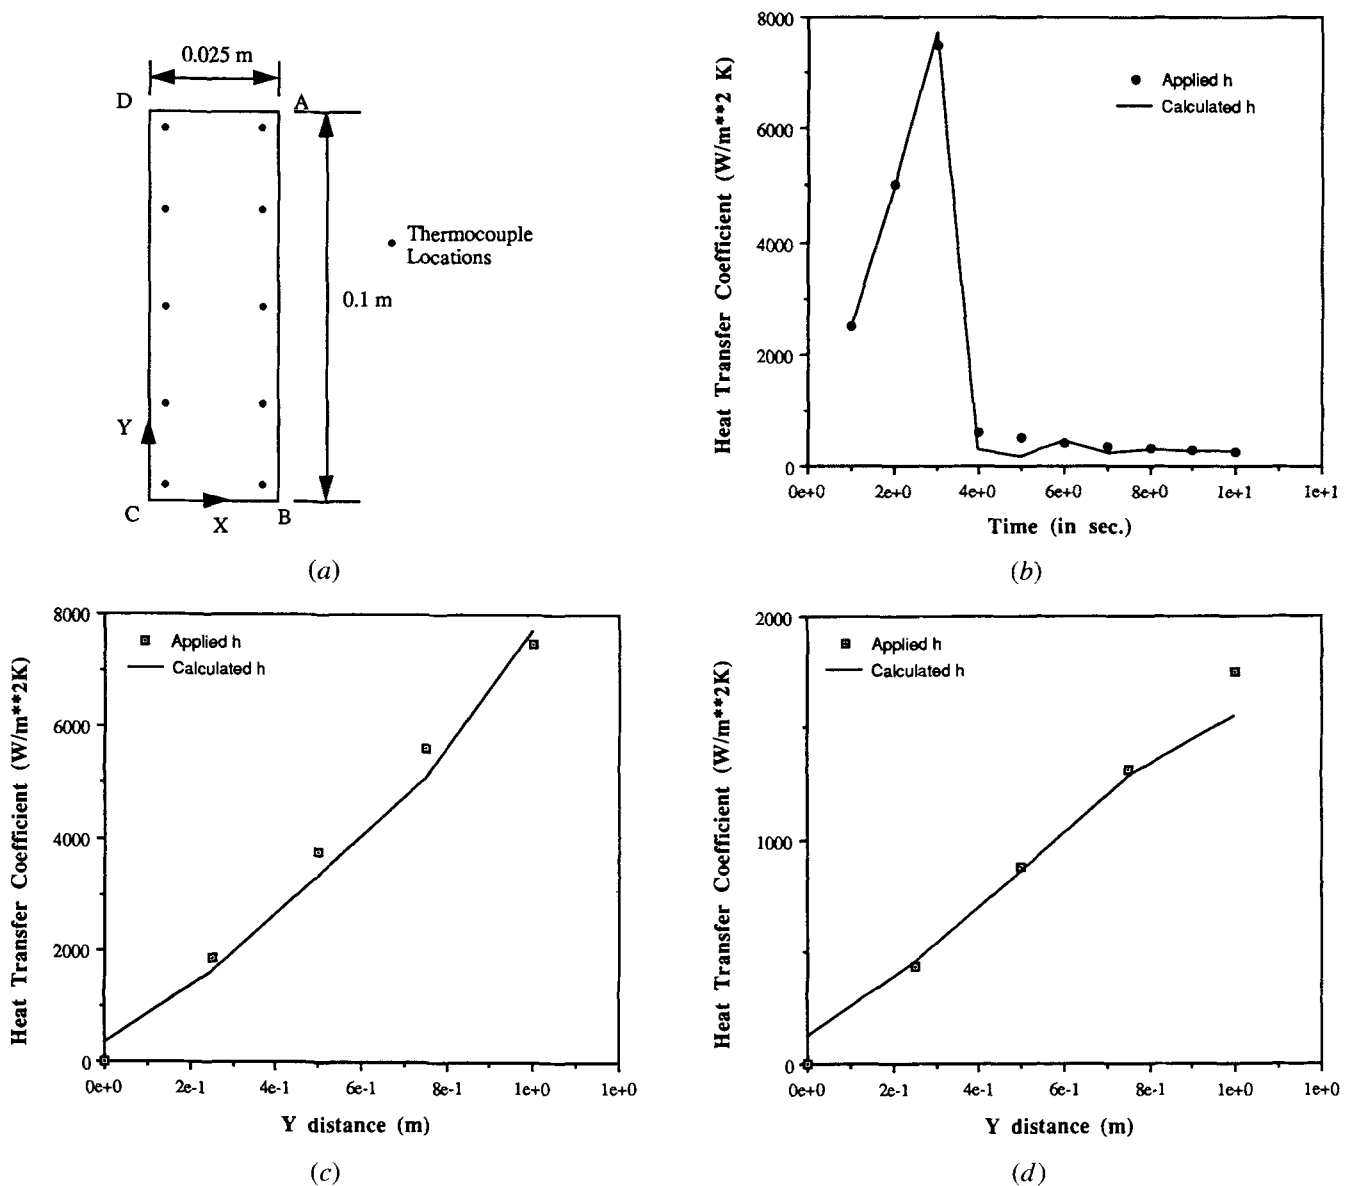 0.025 m
D
A
Thermocouple
Locations
0.1 m
Y
C
X
B
(a)
8000
6000
4000
2000
0
Heat Transfer Coefficient (W/m**2 K)
Applied h
Calculated h
0e+0
2e+0
4e+0
6e+0
8e+0
1e+1
1e+1
Time (in sec.)
(b)
8000
6000
4000
2000
0
Heat Transfer Coefficient (W/m**2K)
Applied h
Calculated h
0e+0
2e-1
4e-1
6e-1
8e-1
1e+0
1e+0
Y distance (m)
(c)
2000
1000
0
Heat Transfer Coefficient (W/m**2K)
Applied h
Calculated h
0e+0
2e-1
4e-1
6e-1
8e-1
1e+0
1e+0
Y distance (m)
(d)